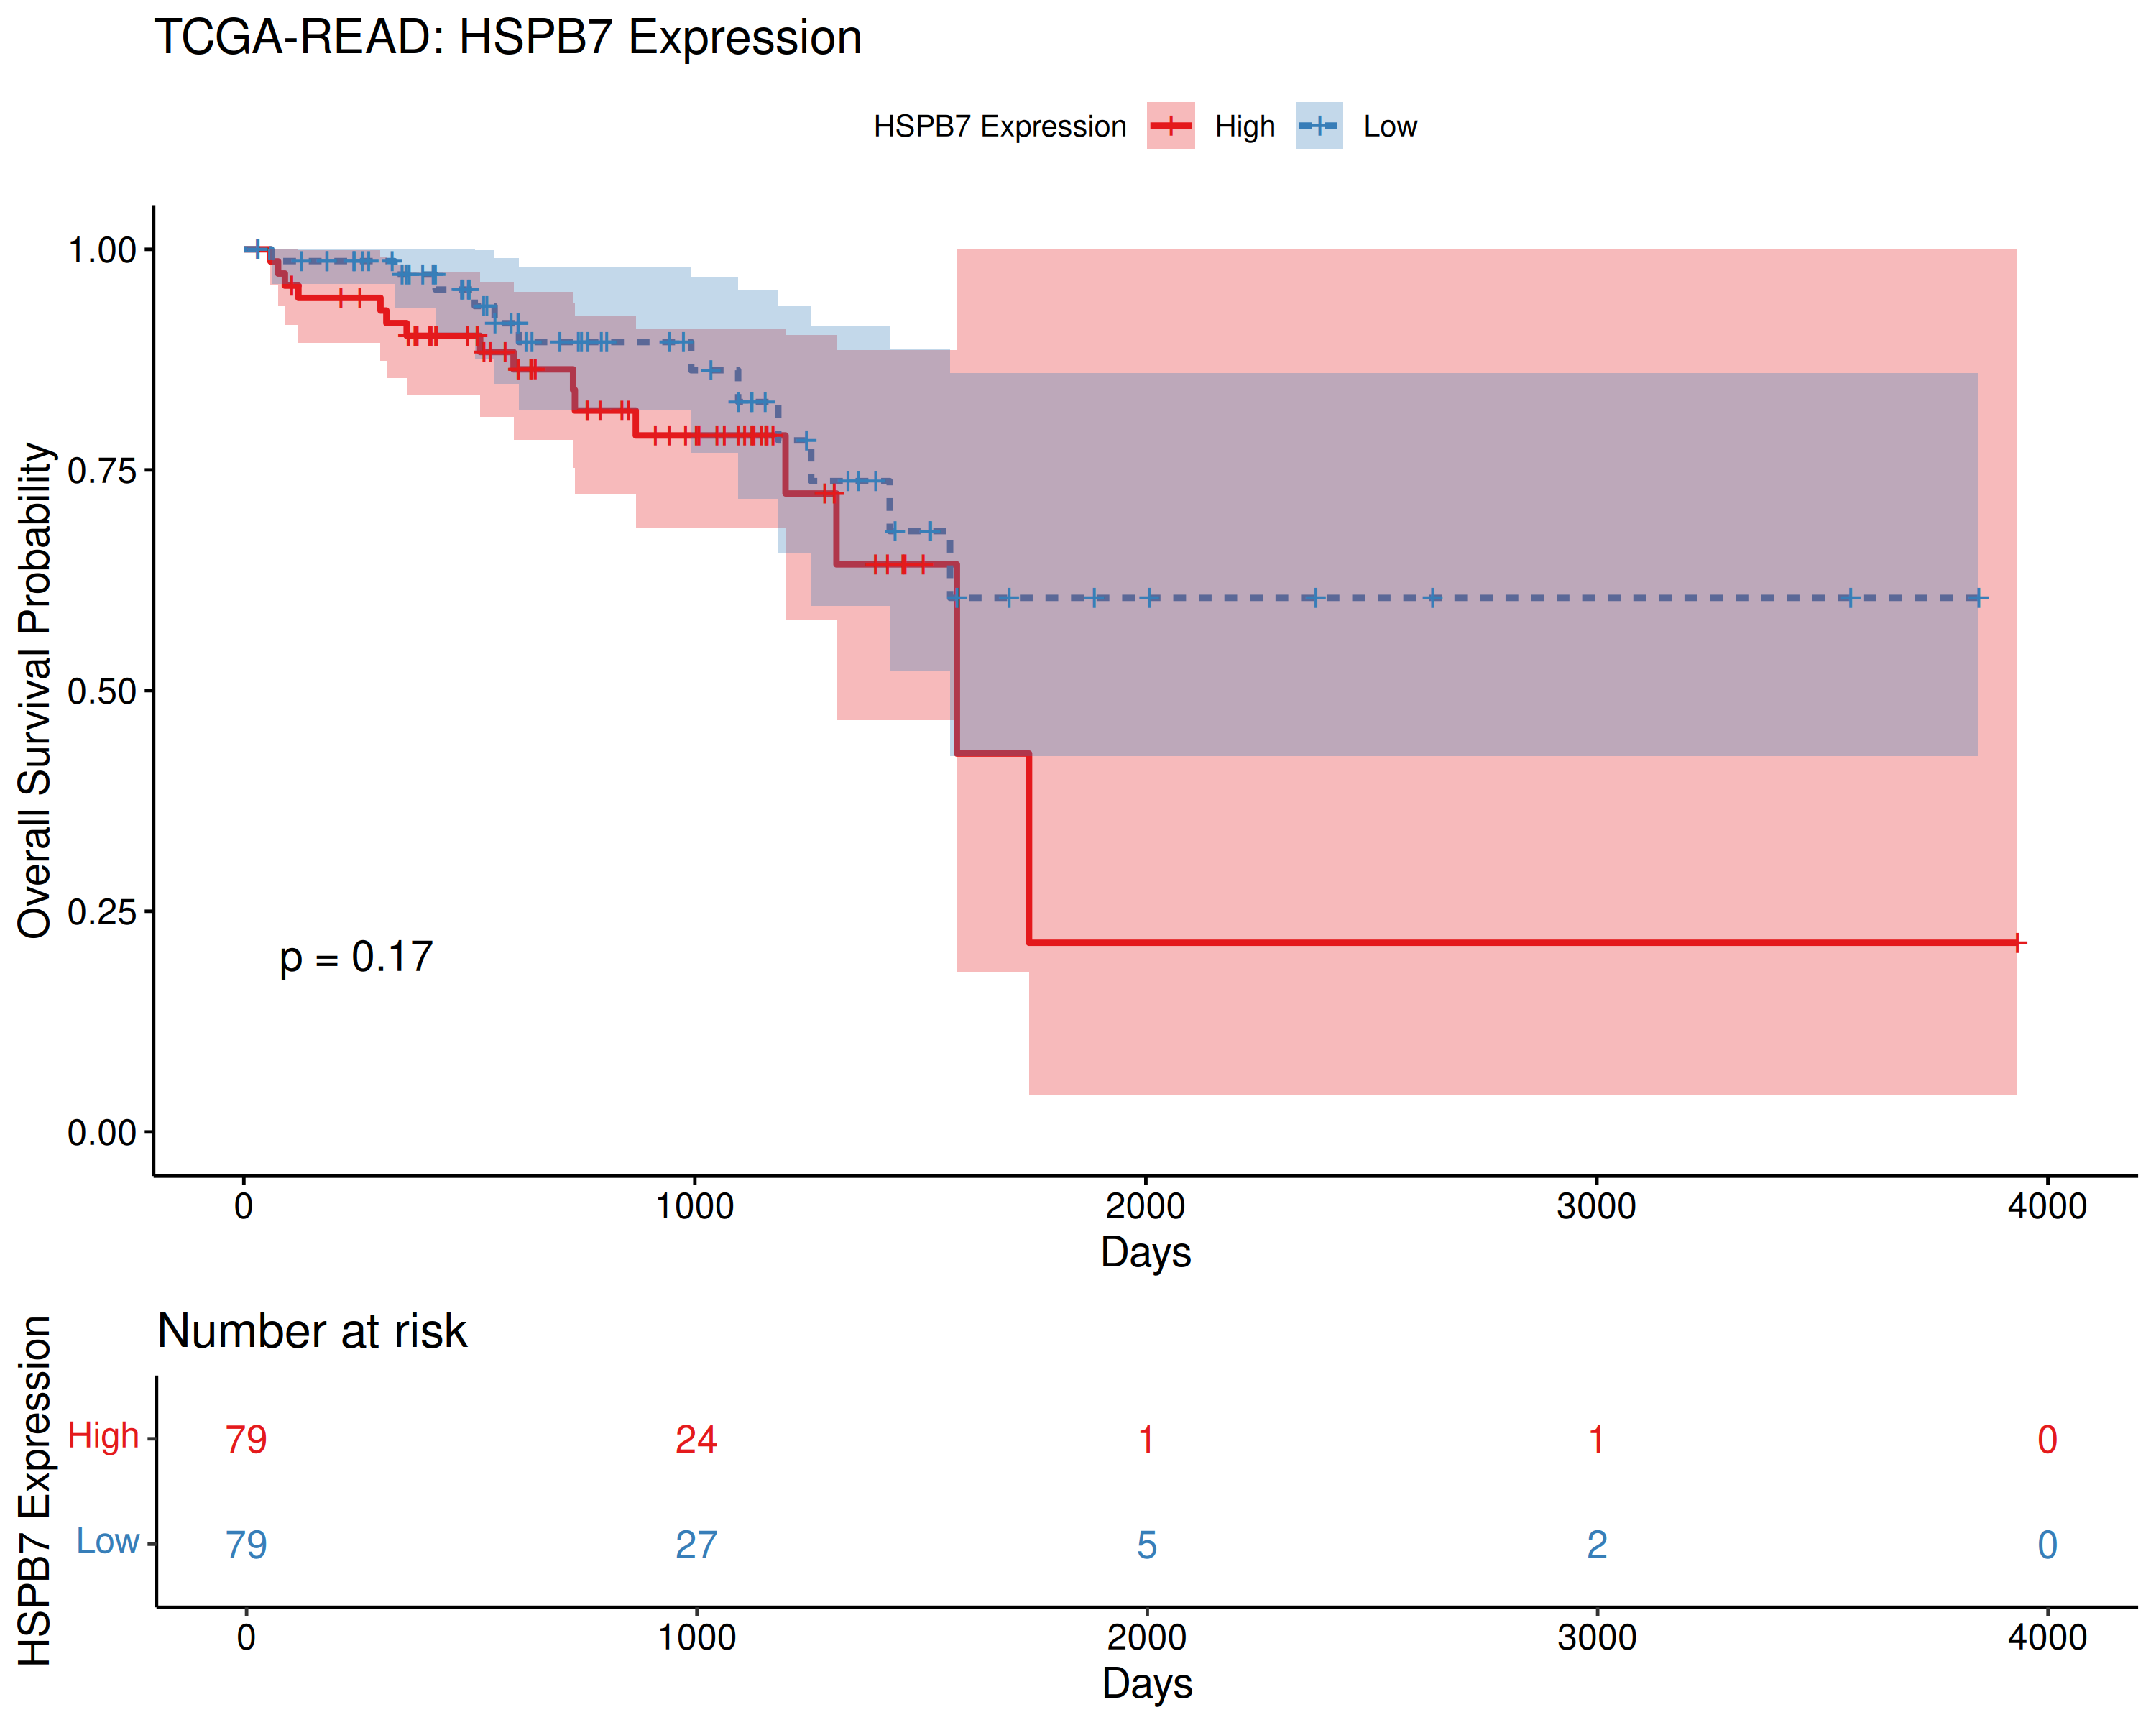 TCGA-READ: HSPB7 Expression
HSPB7 Expression High Low
Overall Survival Probability
1.00
0.75
0.50
0.25
0.00
p = 0.17
0 1000 2000 3000 4000
Days
Number at risk
HSPB7 Expression
High 79 24 1 1 0
Low 79 27 5 2 0
0 1000 2000 3000 4000
Days